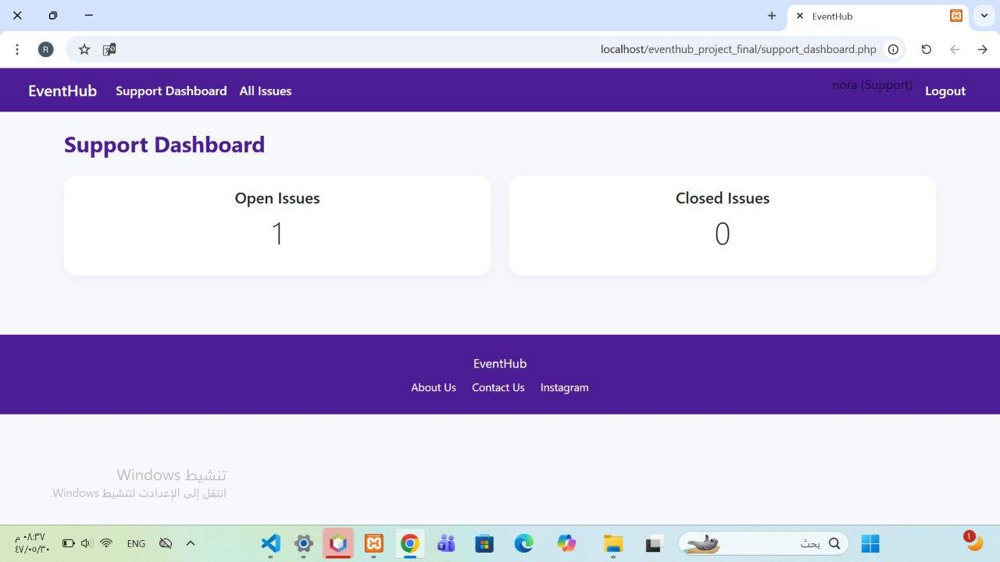 EventHub
localhost/eventhub_project_final/support_dashboard.php
R
EventHub Support Dashboard All Issues nora (Support) Logout
Support Dashboard
Open Issues
1
Closed Issues
0
EventHub
About Us Contact Us Instagram
تنشيط Windows
انتقل إلى الإعدادت لتنشيط Windows.
٠٨:٣٧ م
٤٧/٠٥/٣٠
ENG
بحث
1